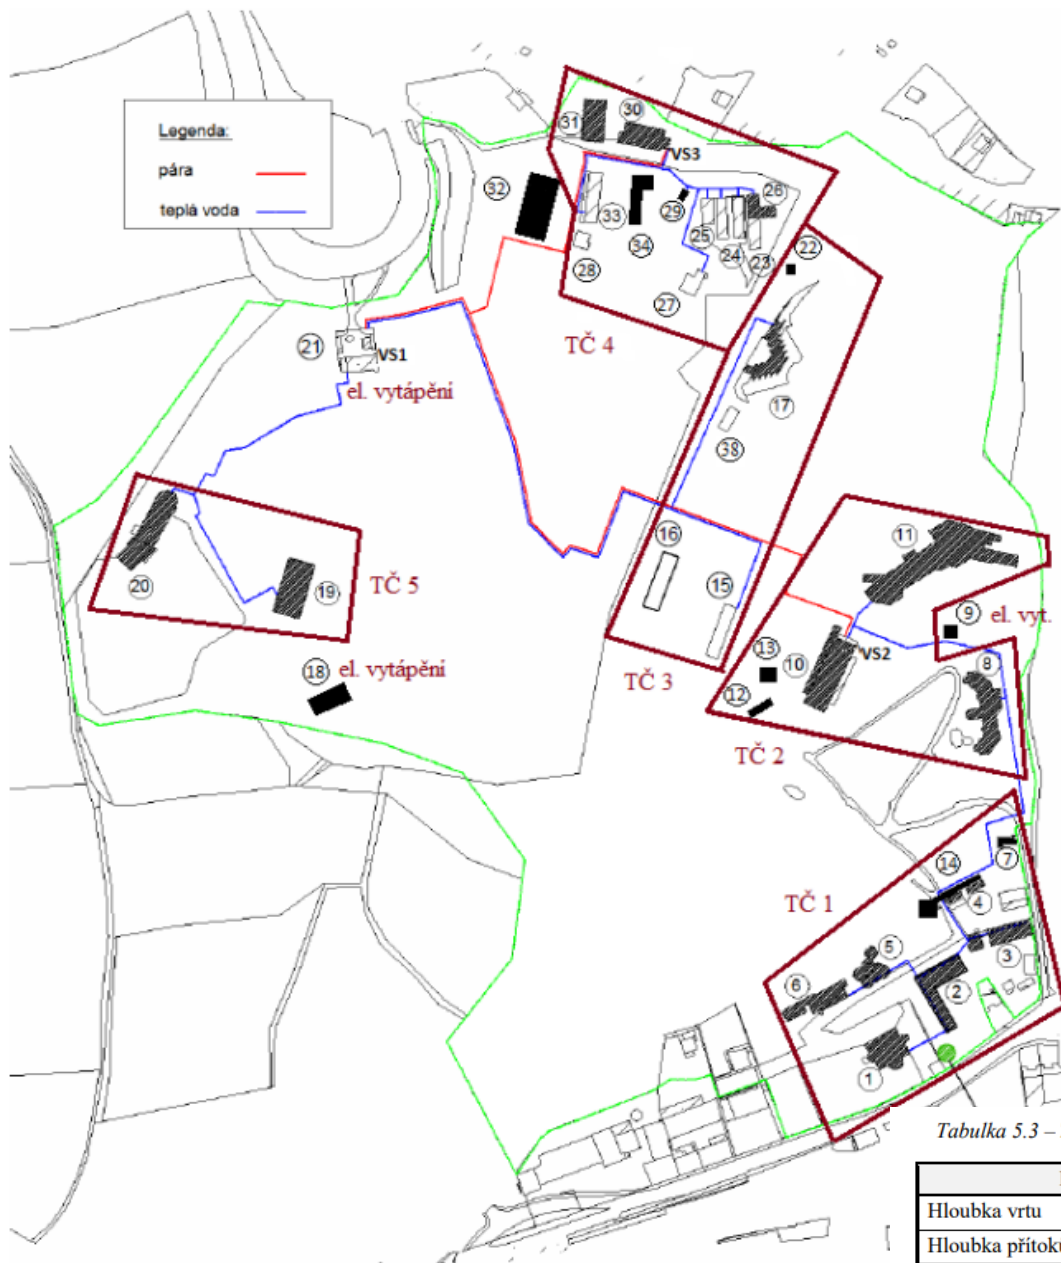 Legenda:
pára
teplá voda
31
30
VS3
32
33
34
29
26
25
24
23
22
28
27
TČ 4
21
VS1
el. vytápění
17
38
16
15
11
20
19
TČ 5
9
el. vyt.
18
el. vytápění
13
10
VS2
8
12
TČ 3
TČ 2
7
14
TČ 1
4
5
3
6
2
1
Tabulka 5.3 –
Hloubka vrtu
Hloubka přítoku